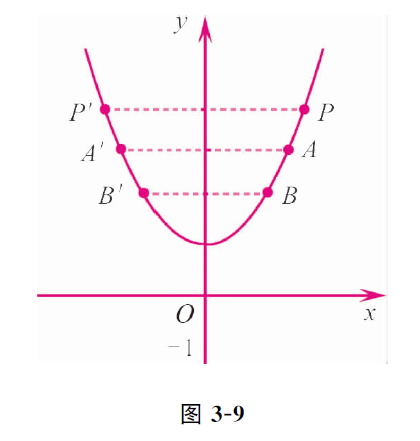 y
P′ P
A′ A
B′ B
O x
−1
图 3-9